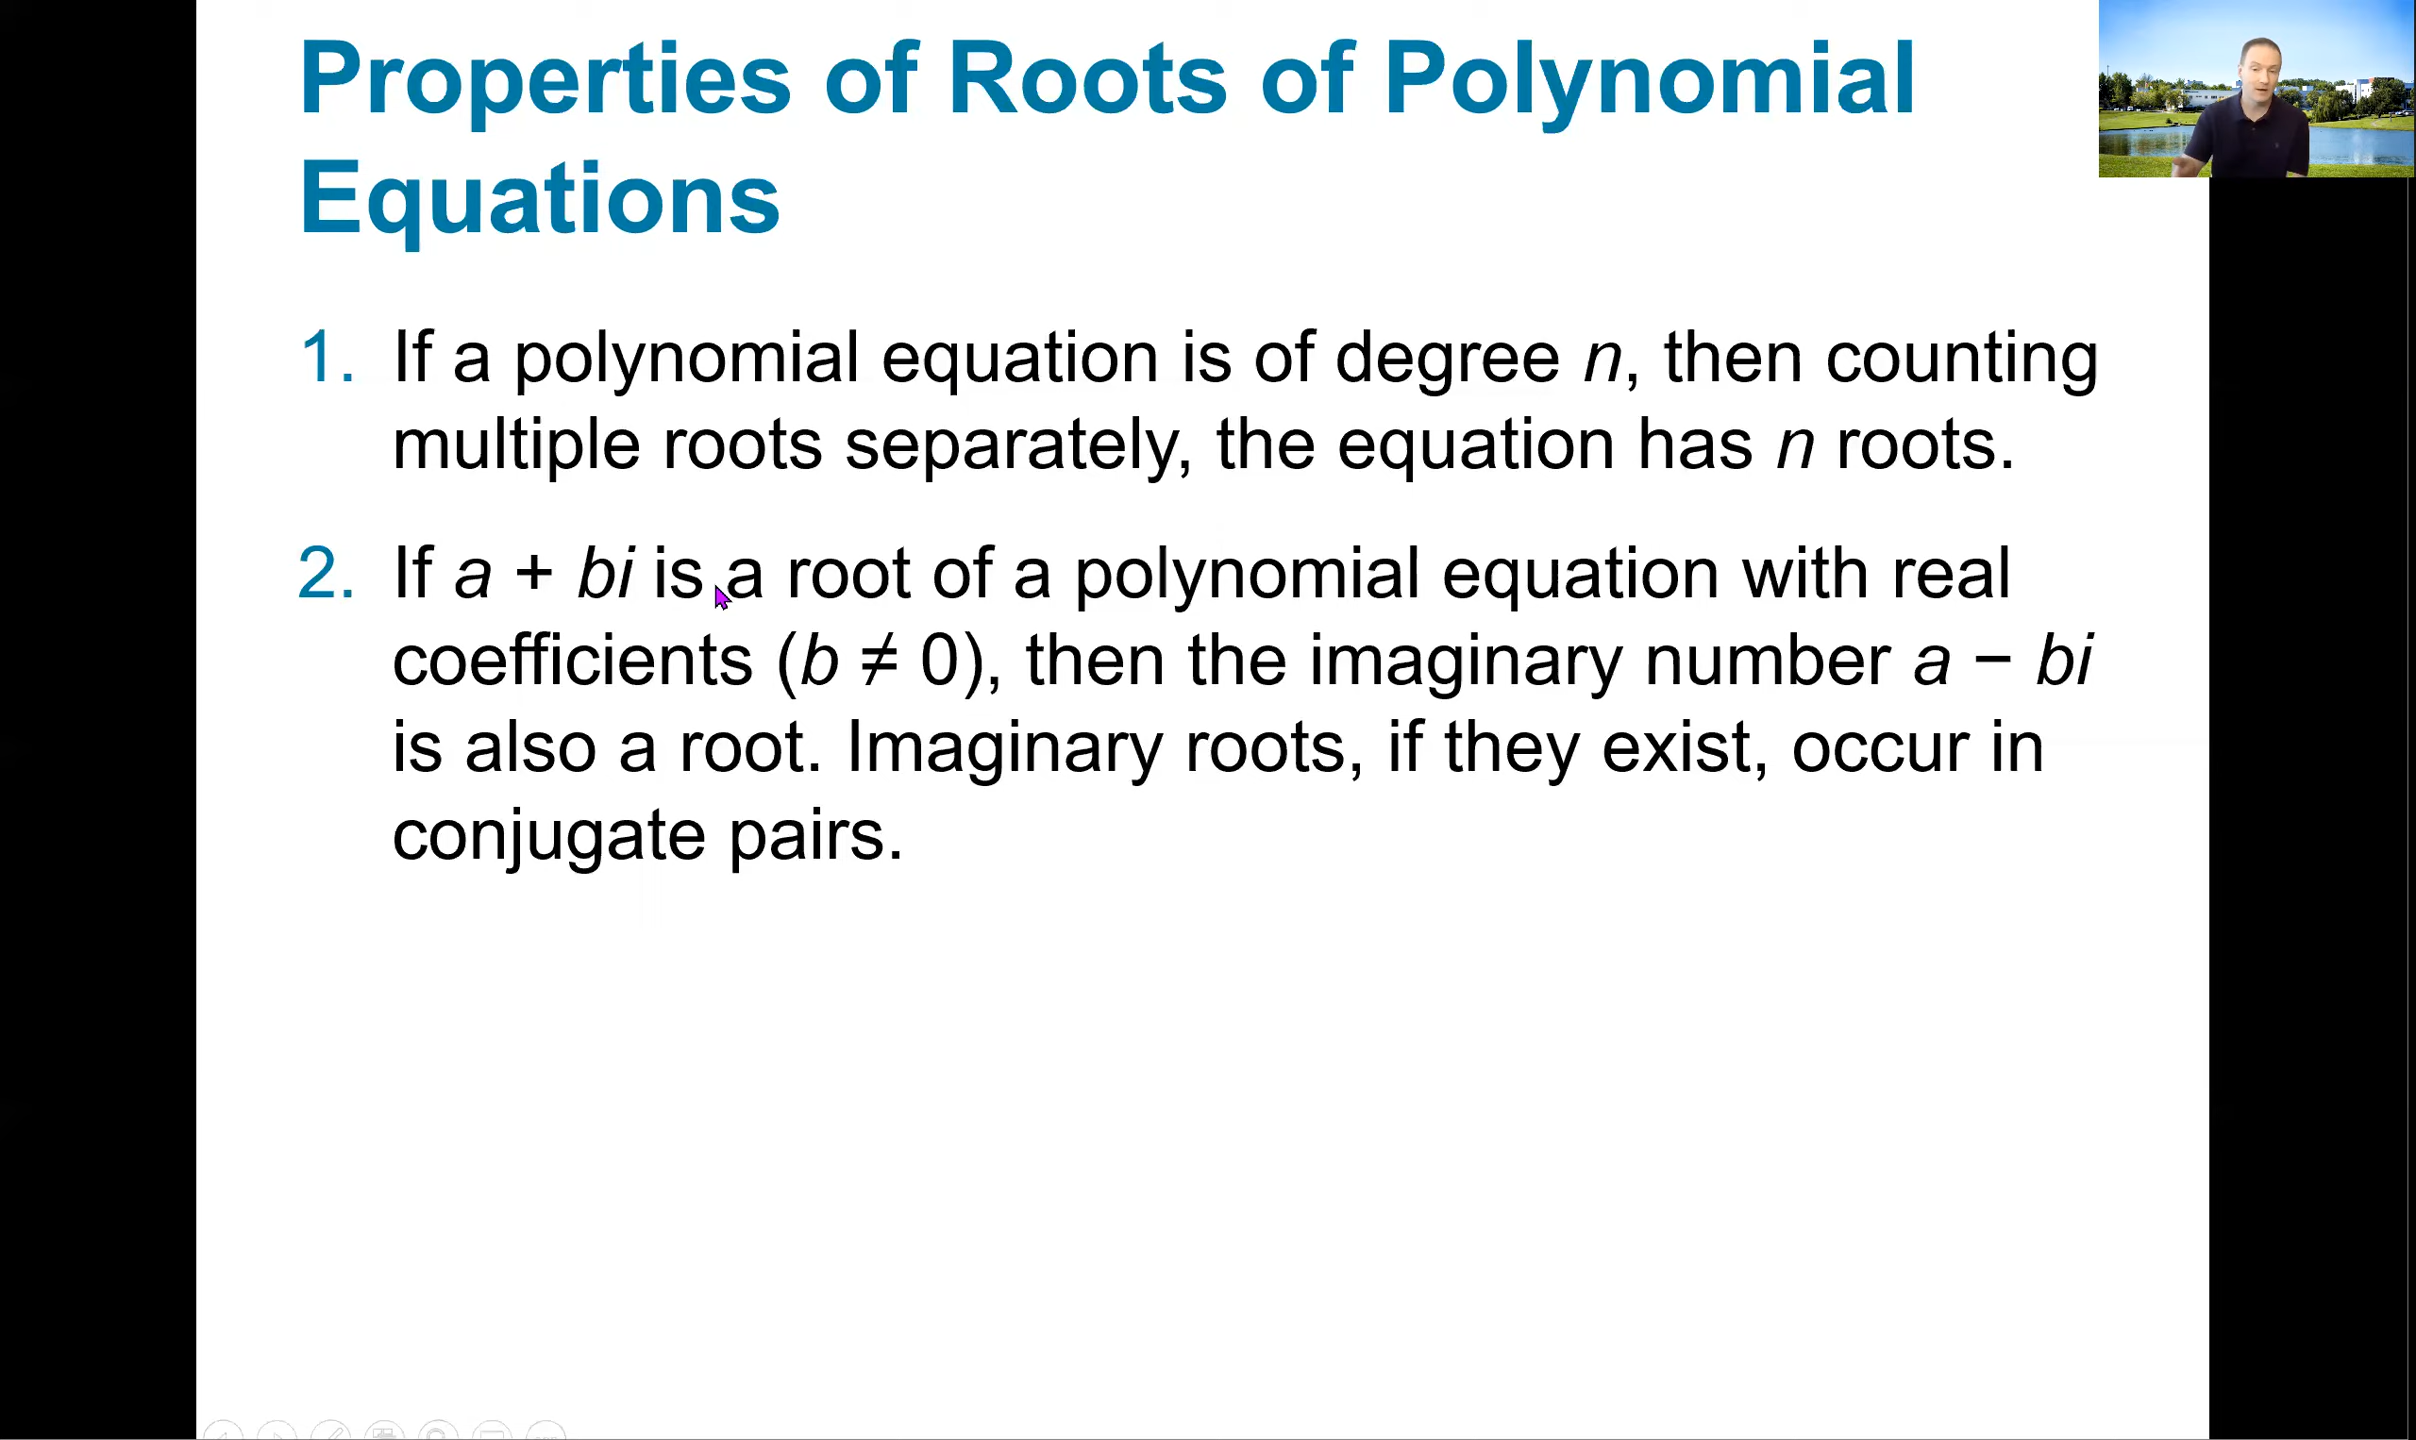 Properties of Roots of Polynomial
Equations
1. If a polynomial equation is of degree n, then counting
multiple roots separately, the equation has n roots.
2. If a + bi is a root of a polynomial equation with real
coefficients (b ≠ 0), then the imaginary number a − bi
is also a root. Imaginary roots, if they exist, occur in
conjugate pairs.